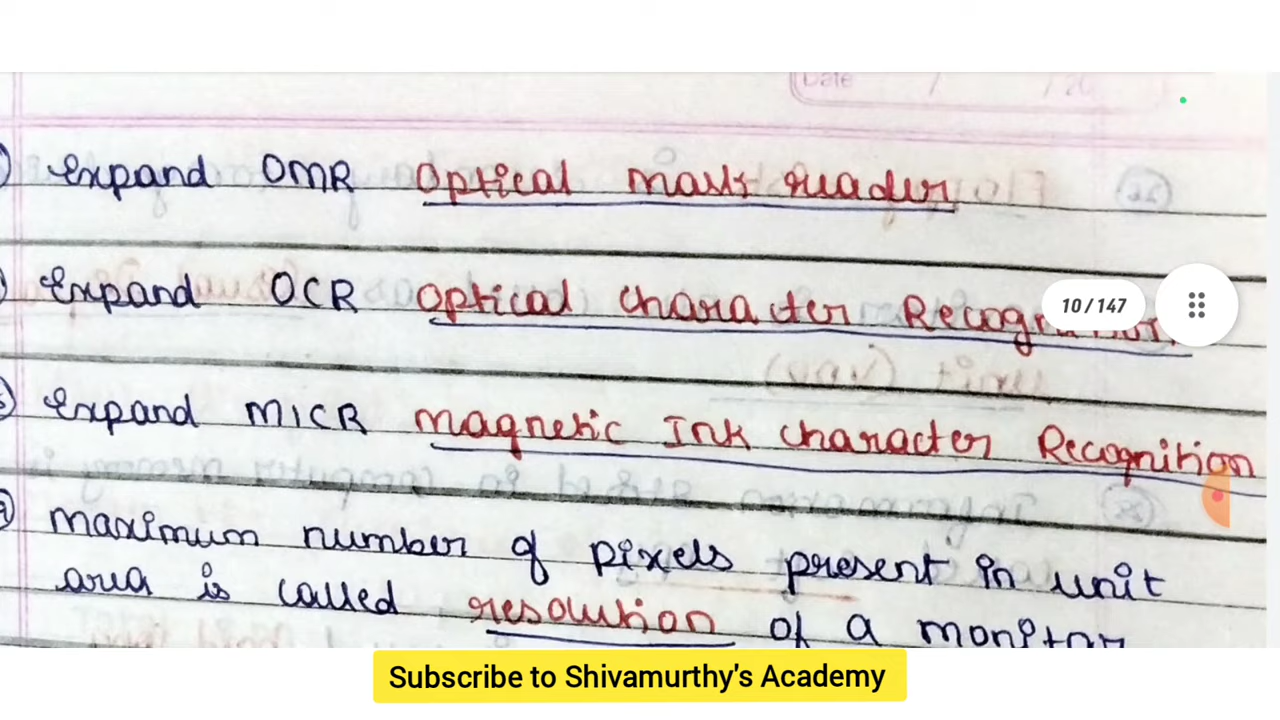 Date / / 20
Expand OMR Optical mark reader
Expand OCR Optical character
10/147
Expand MICR magnetic Ink character Recognition
maximum number of pixels present in unit
area is called resolution of a monitor
Subscribe to Shivamurthy's Academy